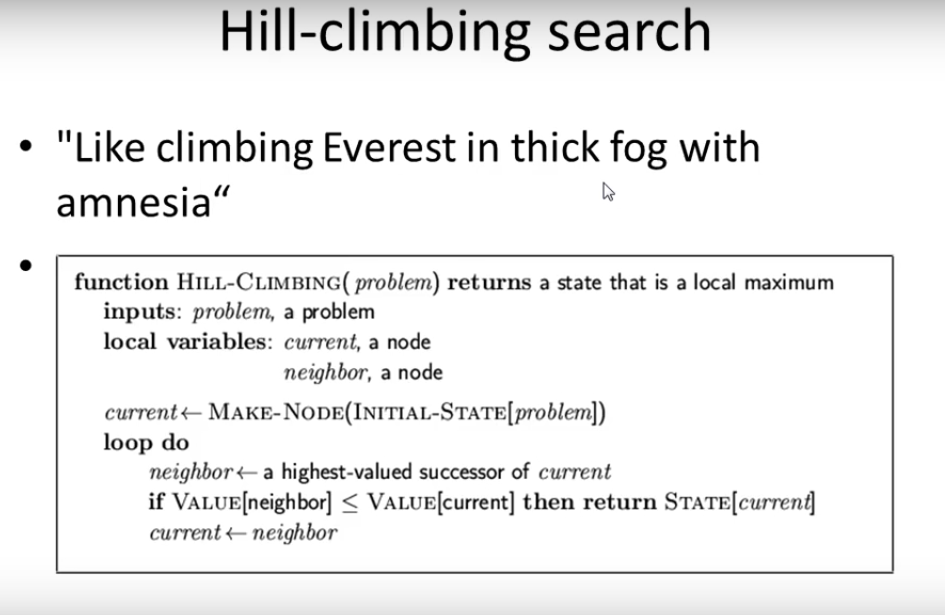 Hill-climbing search
• "Like climbing Everest in thick fog with
amnesia“
•
function HILL-CLIMBING( problem) returns a state that is a local maximum
inputs: problem, a problem
local variables: current, a node
neighbor, a node
current ← MAKE-NODE(INITIAL-STATE[problem])
loop do
neighbor ← a highest-valued successor of current
if VALUE[neighbor] ≤ VALUE[current] then return STATE[current]
current ← neighbor